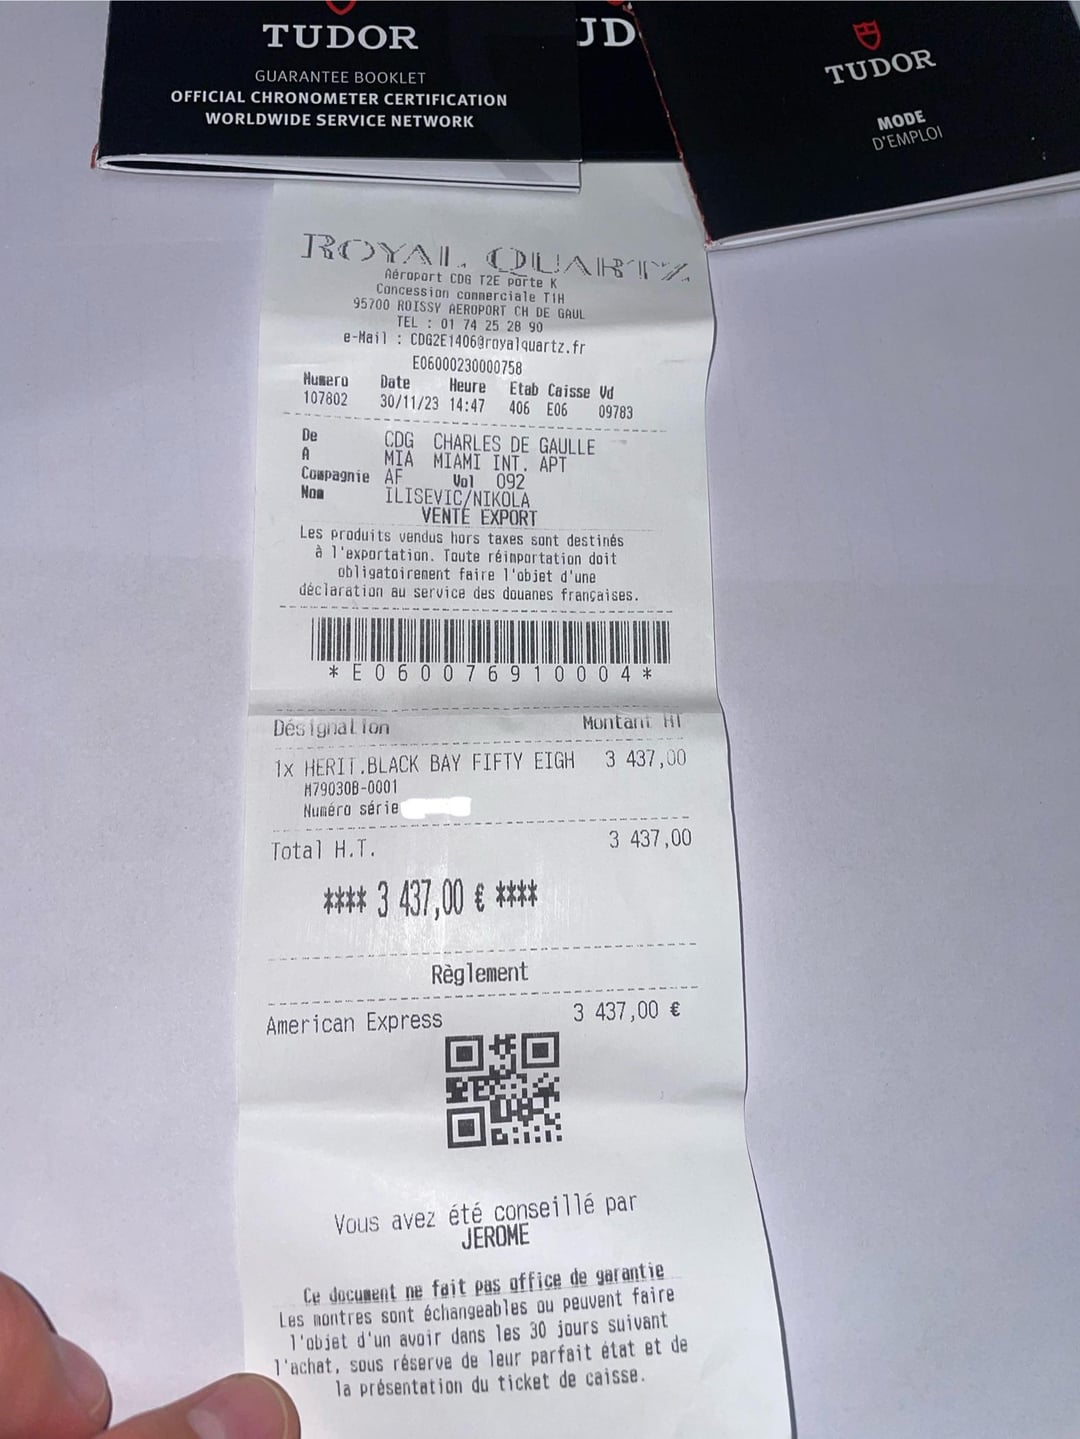 TUDOR
GUARANTEE BOOKLET
OFFICIAL CHRONOMETER CERTIFICATION
WORLDWIDE SERVICE NETWORK
UD
TUDOR
MODE
D'EMPLOI
ROYAL QUARTZ
Aéroport CDG T2E porte K
Concession commerciale T1H
95700 ROISSY AEROPORT CH DE GAUL
TEL : 01 74 25 28 90
e-Mail : CDG2E1406@royalquartz.fr
E06000230000758
Numero Date Heure Etab Caisse Vd
107802 30/11/23 14:47 406 E06 09783
De CDG CHARLES DE GAULLE
A MIA MIAMI INT. APT
Compagnie AF Vol 092
Nom ILISEVIC/NIKOLA
VENTE EXPORT
Les produits vendus hors taxes sont destinés
à l'exportation. Toute réimportation doit
obligatoirement faire l'objet d'une
déclaration au service des douanes françaises.
*E060076910004*
Désignation Montant HT
1x HERIT.BLACK BAY FIFTY EIGH 3 437,00
M79030B-0001
Numéro série
Total H.T. 3 437,00
**** 3 437,00 € ****
Règlement
American Express 3 437,00 €
Vous avez été conseillé par
JEROME
Ce document ne fait pas office de garantie
Les montres sont échangeables ou peuvent faire
l'objet d'un avoir dans les 30 jours suivant
l'achat, sous réserve de leur parfait état et de
la présentation du ticket de caisse.